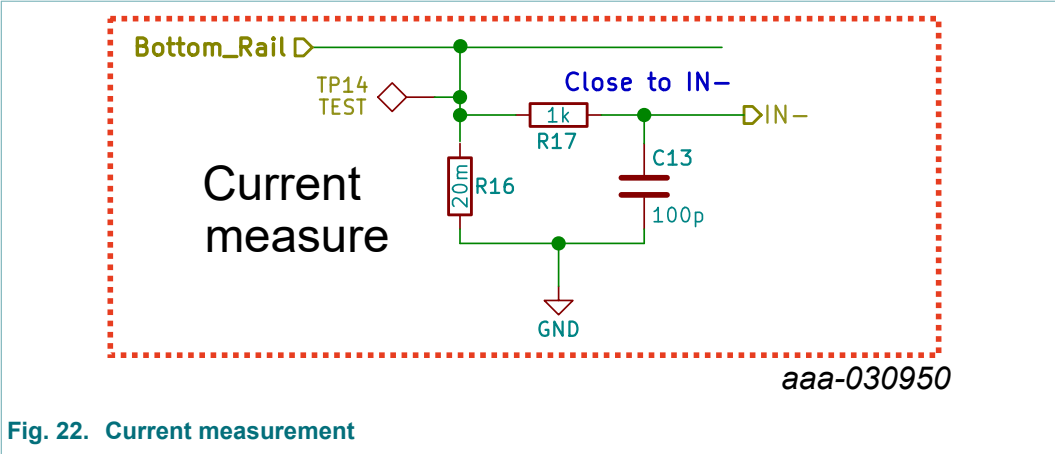 Bottom_Rail
TP14
TEST
Close to IN-
1k
IN-
R17
C13
20m
R16
100p
Current
measure
GND
aaa-030950
Fig. 22. Current measurement